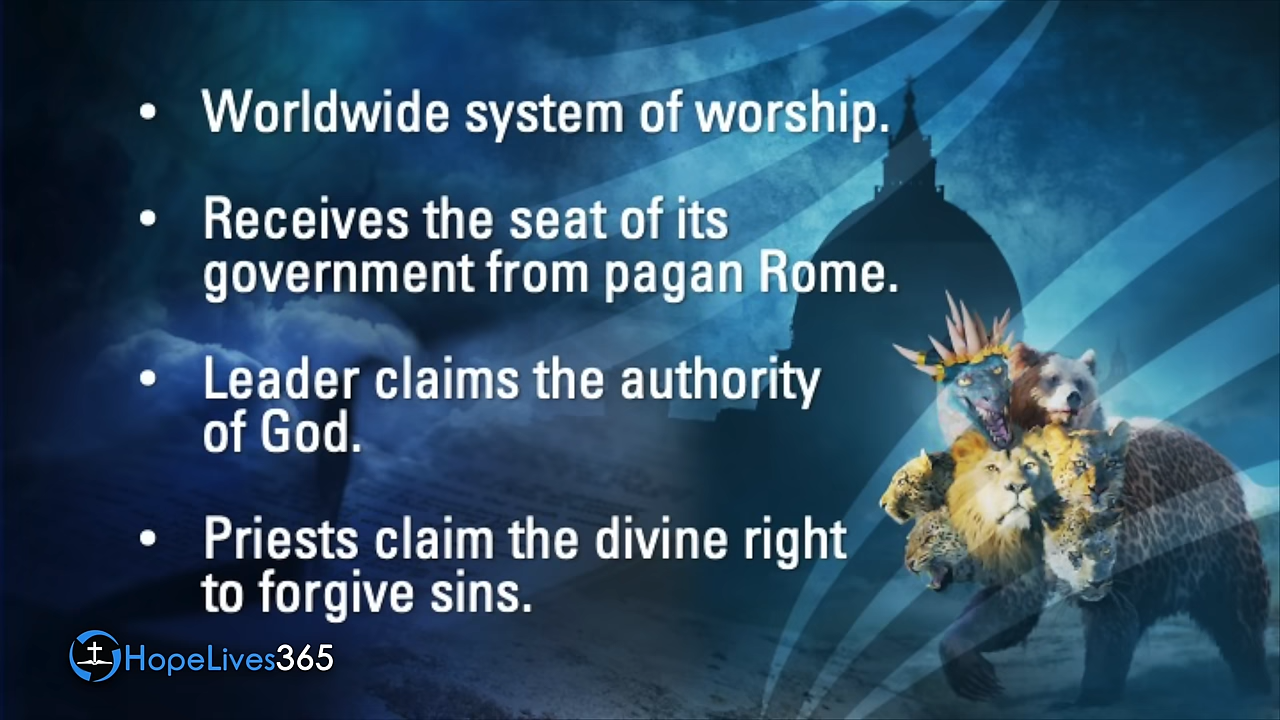 • Worldwide system of worship.
• Receives the seat of its
government from pagan Rome.
• Leader claims the authority
of God.
• Priests claim the divine right
to forgive sins.
HopeLives365